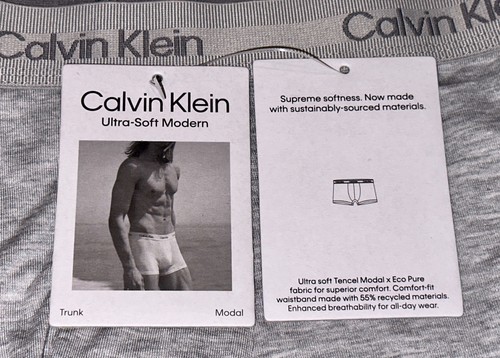 Calvin Klein
Calvin Klein
Calvin Klein
Ultra-Soft Modern
Trunk
Modal
Supreme softness. Now made
with sustainably-sourced materials.
Ultra soft Tencel Modal x Eco Pure
fabric for superior comfort. Comfort-fit
waistband made with 55% recycled materials.
Enhanced breathability for all-day wear.